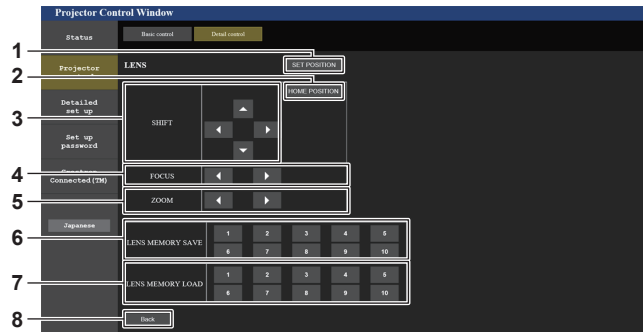 Projector Control Window
Status
Basic control
Detail control
1
SET POSITION
Projector
LENS
2
HOME POSITION
Detailed
set up
3
SHIFT
Set up
password
4
FOCUS
Connected(TM)
5
ZOOM
Japanese
6
LENS MEMORY SAVE
1 2 3 4 5
6 7 8 9 10
7
LENS MEMORY LOAD
1 2 3 4 5
6 7 8 9 10
8
Back